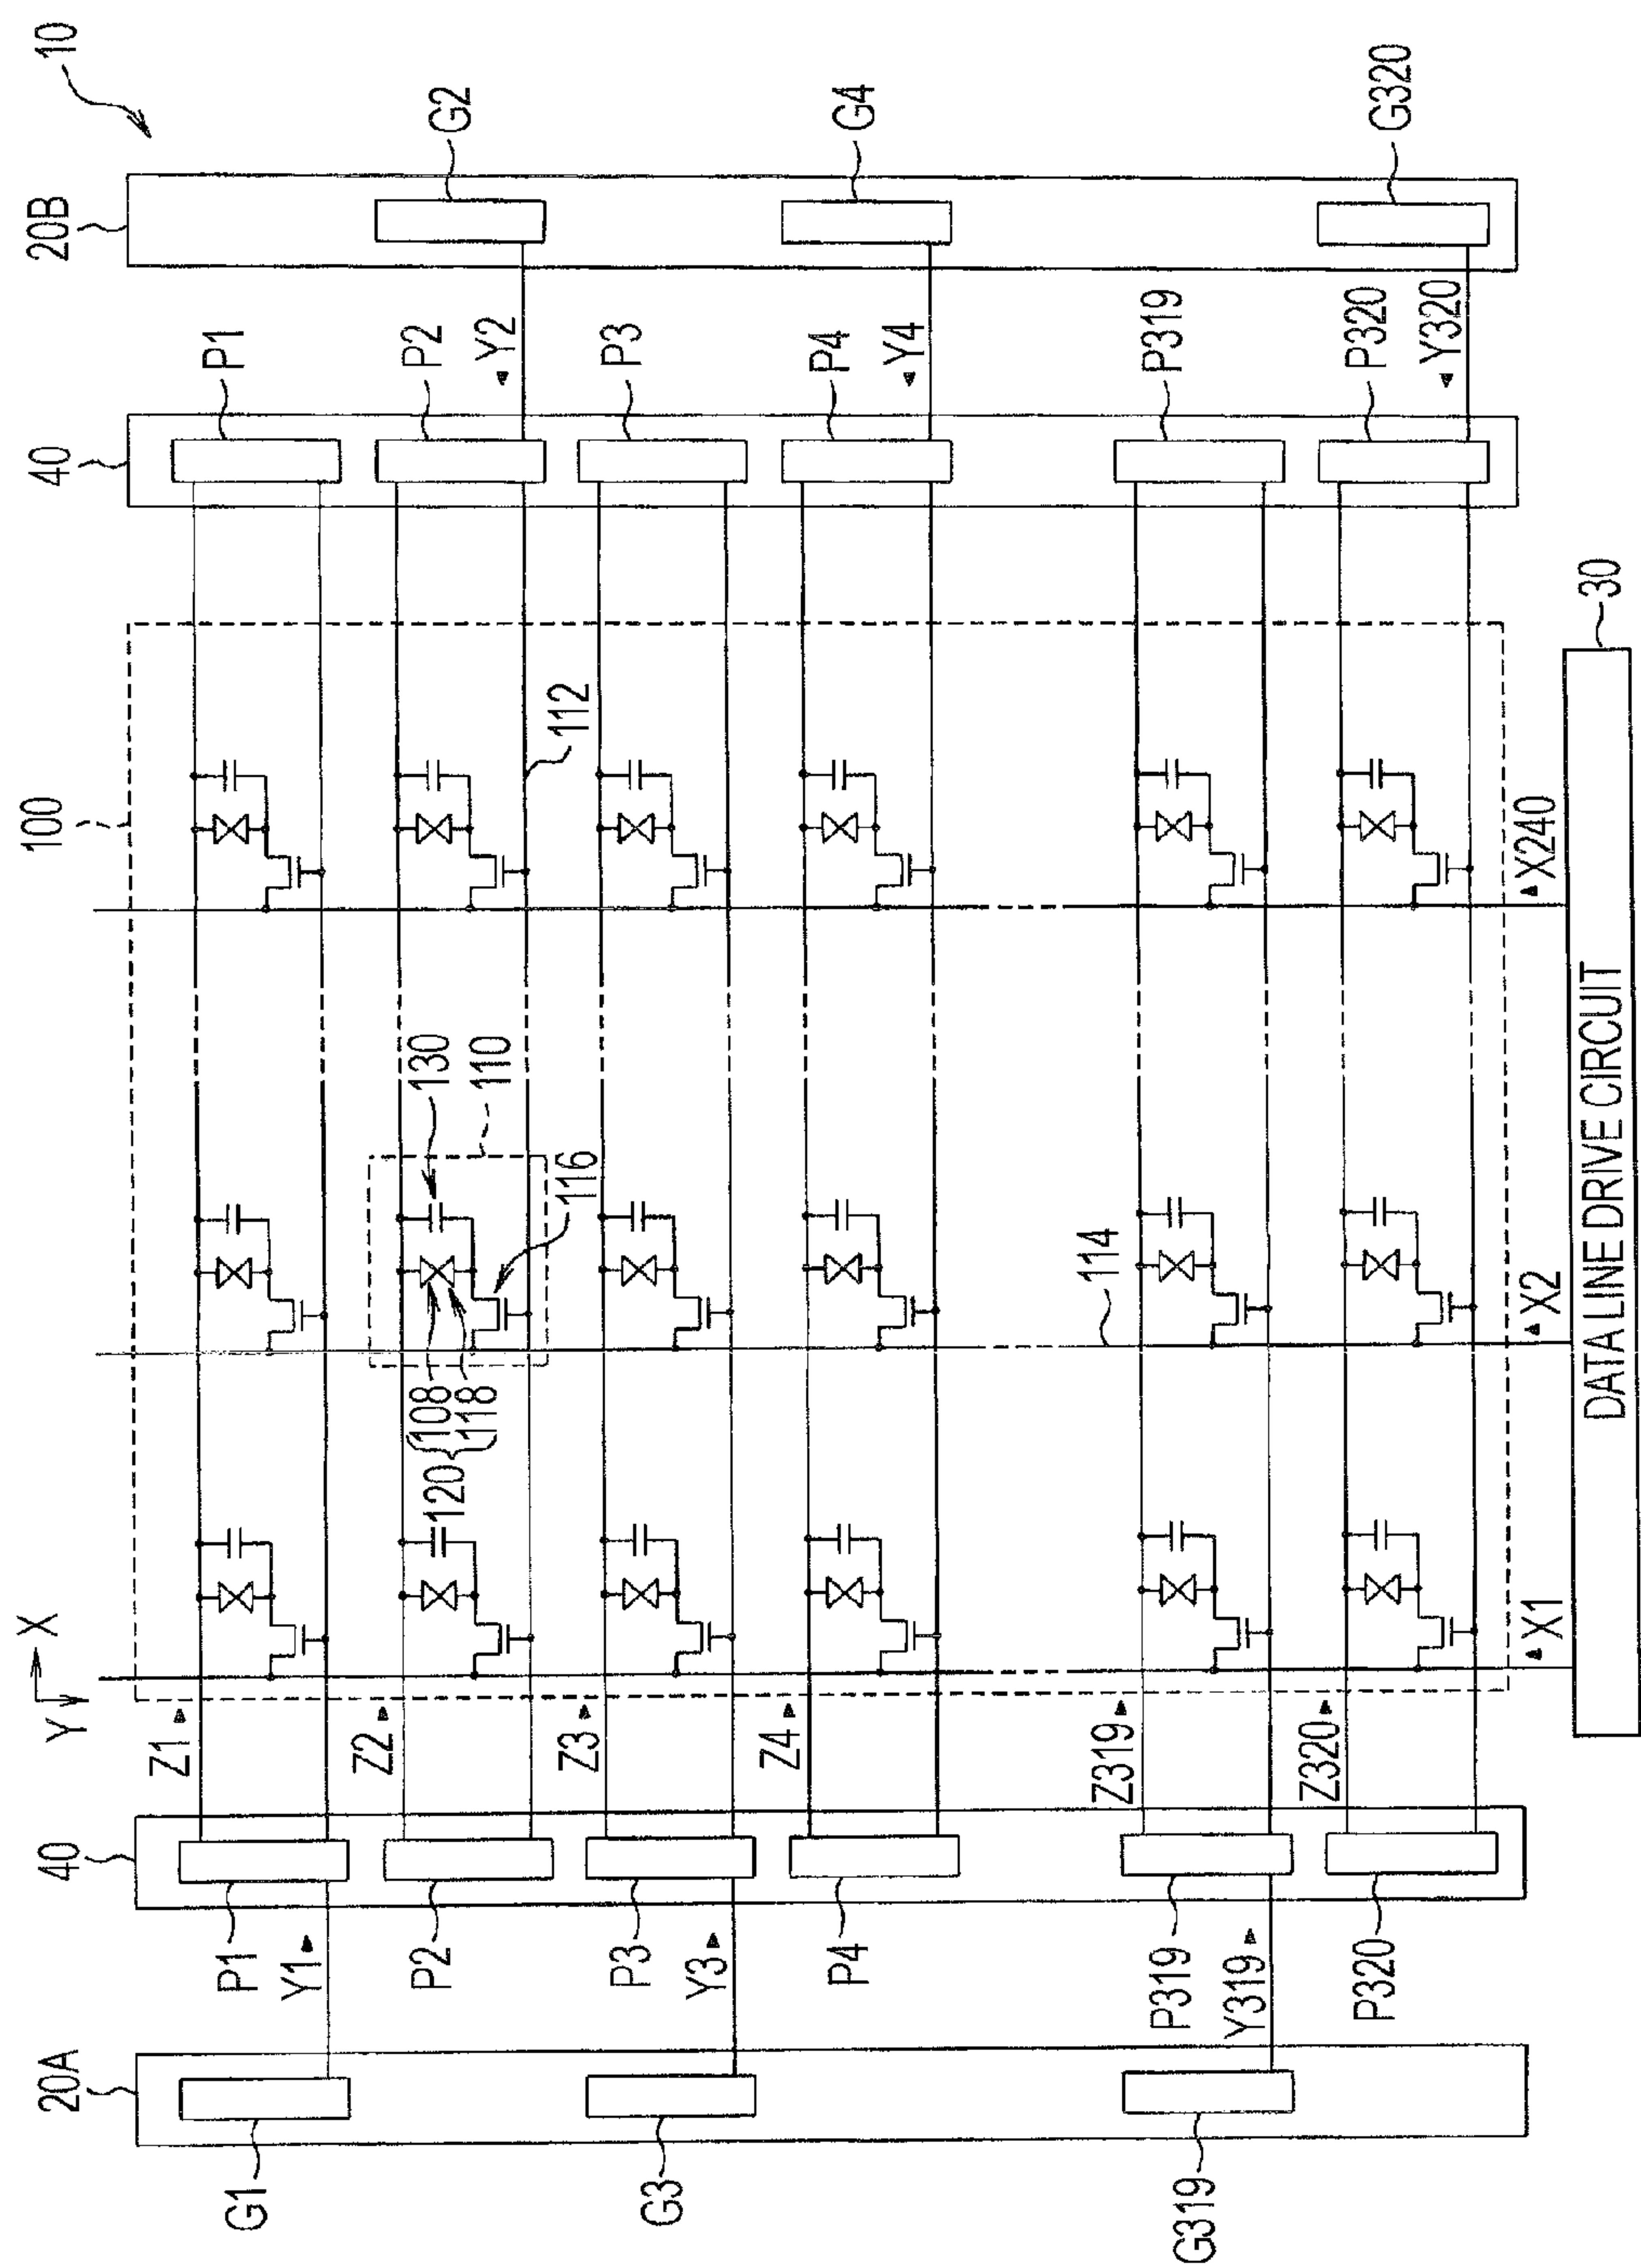 10
20B
G2
G4
G320
40
P1
P2
Y2
P3
P4
Y4
P319
P320
Y320
100
112
X240
130
110
116
114
X2
108
118
120
X1
30
DATA LINE DRIVE CIRCUIT
X
Y
Z1
Z2
Z3
Z4
Z319
Z320
40
P1
Y1
P2
P3
Y3
P4
P319
Y319
P320
20A
G1
G3
G319